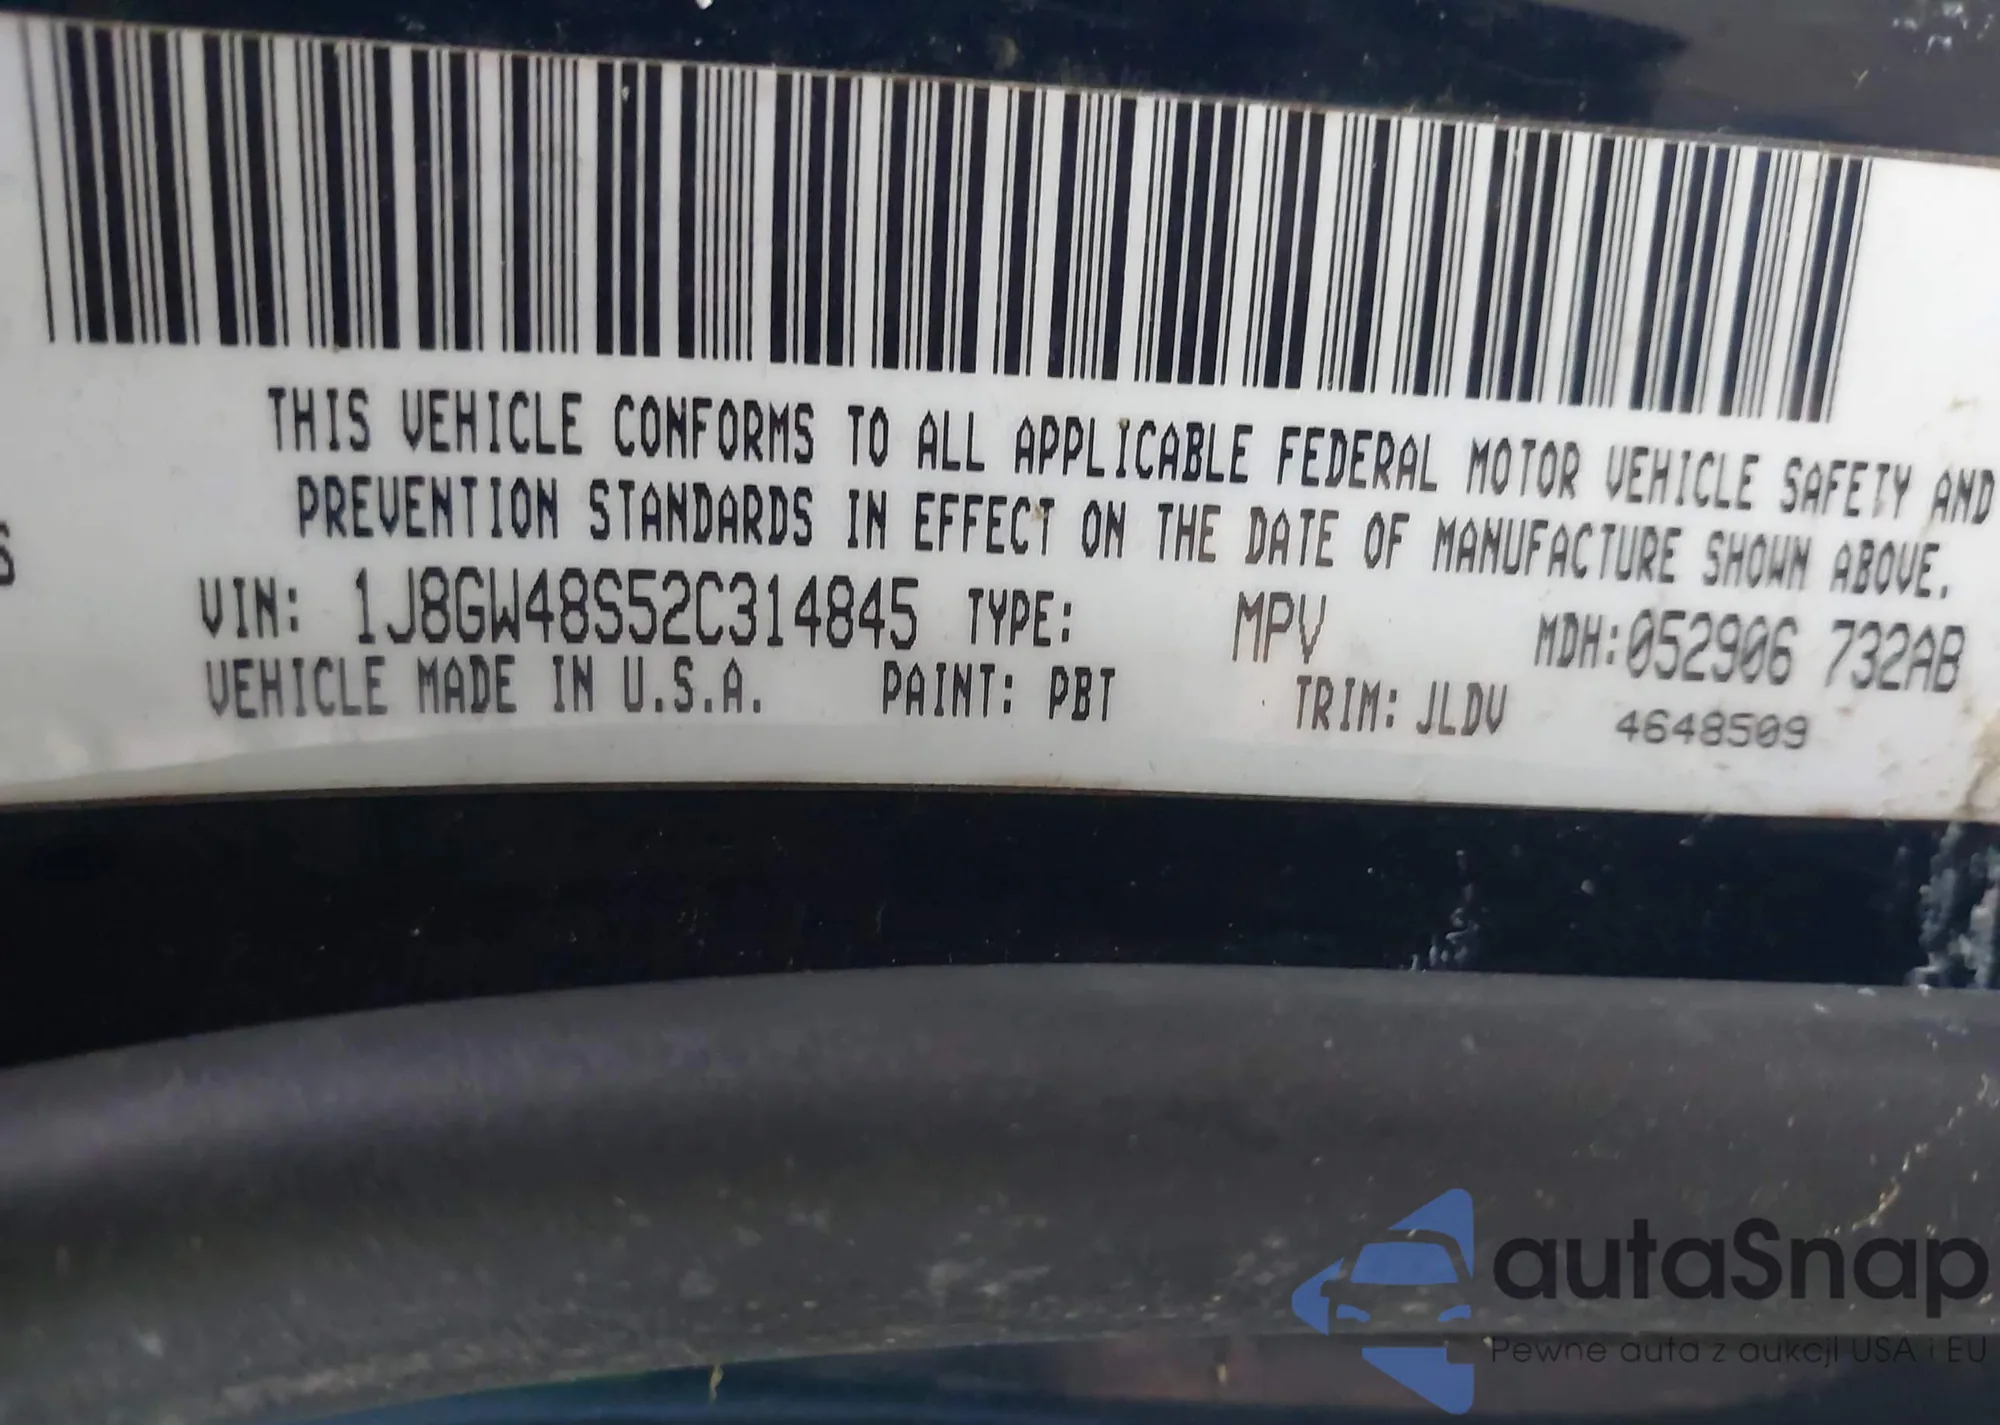 THIS VEHICLE CONFORMS TO ALL APPLICABLE FEDERAL MOTOR VEHICLE SAFETY AND
S PREVENTION STANDARDS IN EFFECT ON THE DATE OF MANUFACTURE SHOWN ABOVE.
VIN: 1J8GW48S52C314845 TYPE: MPV MDH:052906 732AB
VEHICLE MADE IN U.S.A. PAINT: PBT TRIM: JLDV 4648509
autaSnap
Pewne auta z aukcji USA i EU